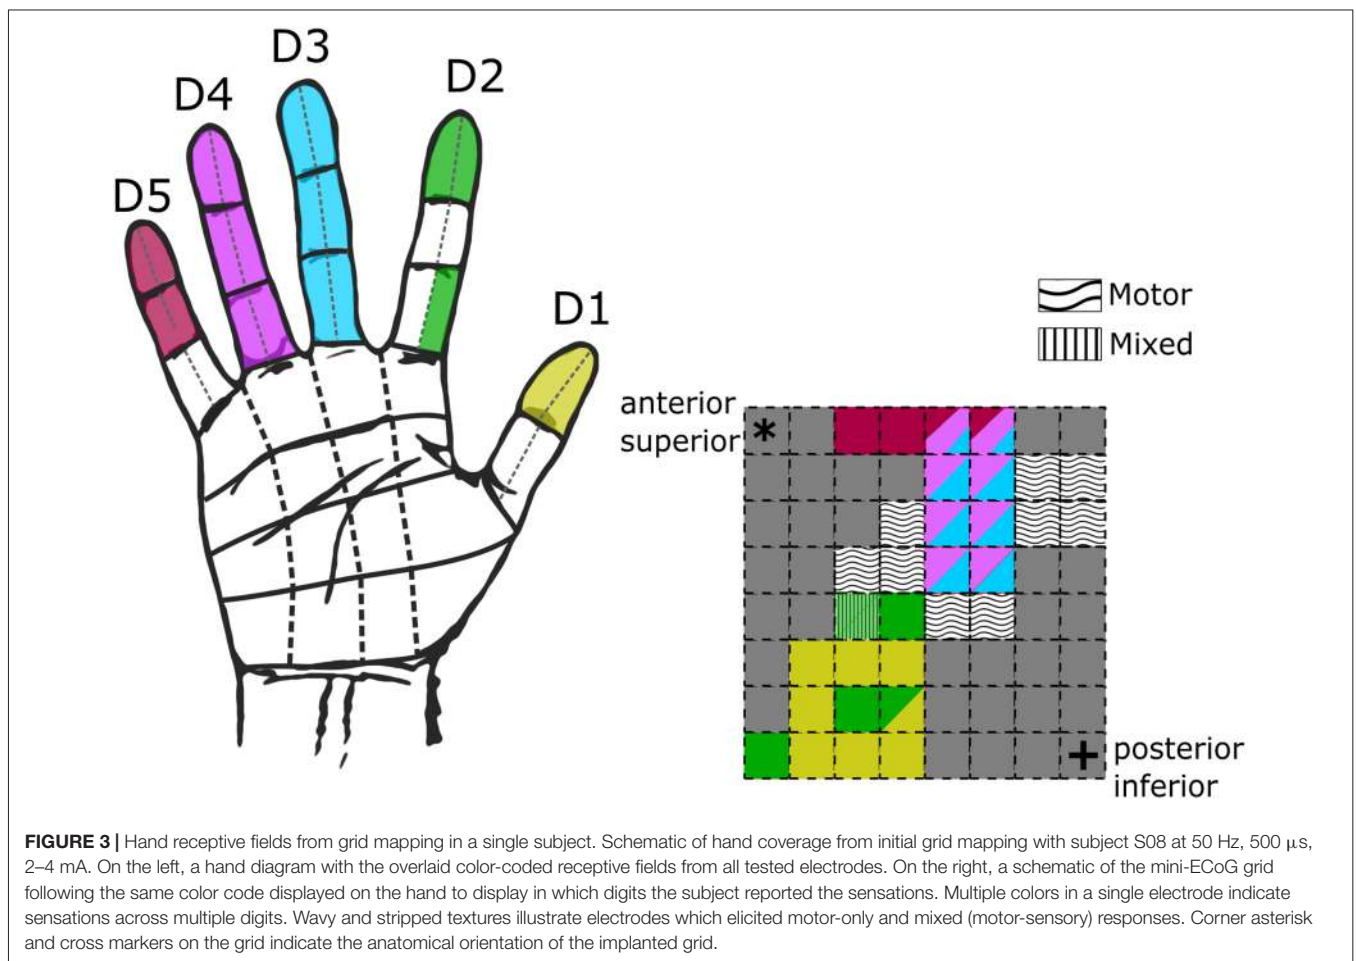 D3
D2
D4
D5
D1
Motor
Mixed
anterior
superior
*
+
posterior
inferior
FIGURE 3 | Hand receptive fields from grid mapping in a single subject. Schematic of hand coverage from initial grid mapping with subject S08 at 50 Hz, 500 μs,
2–4 mA. On the left, a hand diagram with the overlaid color-coded receptive fields from all tested electrodes. On the right, a schematic of the mini-ECoG grid
following the same color code displayed on the hand to display in which digits the subject reported the sensations. Multiple colors in a single electrode indicate
sensations across multiple digits. Wavy and stripped textures illustrate electrodes which elicited motor-only and mixed (motor-sensory) responses. Corner asterisk
and cross markers on the grid indicate the anatomical orientation of the implanted grid.